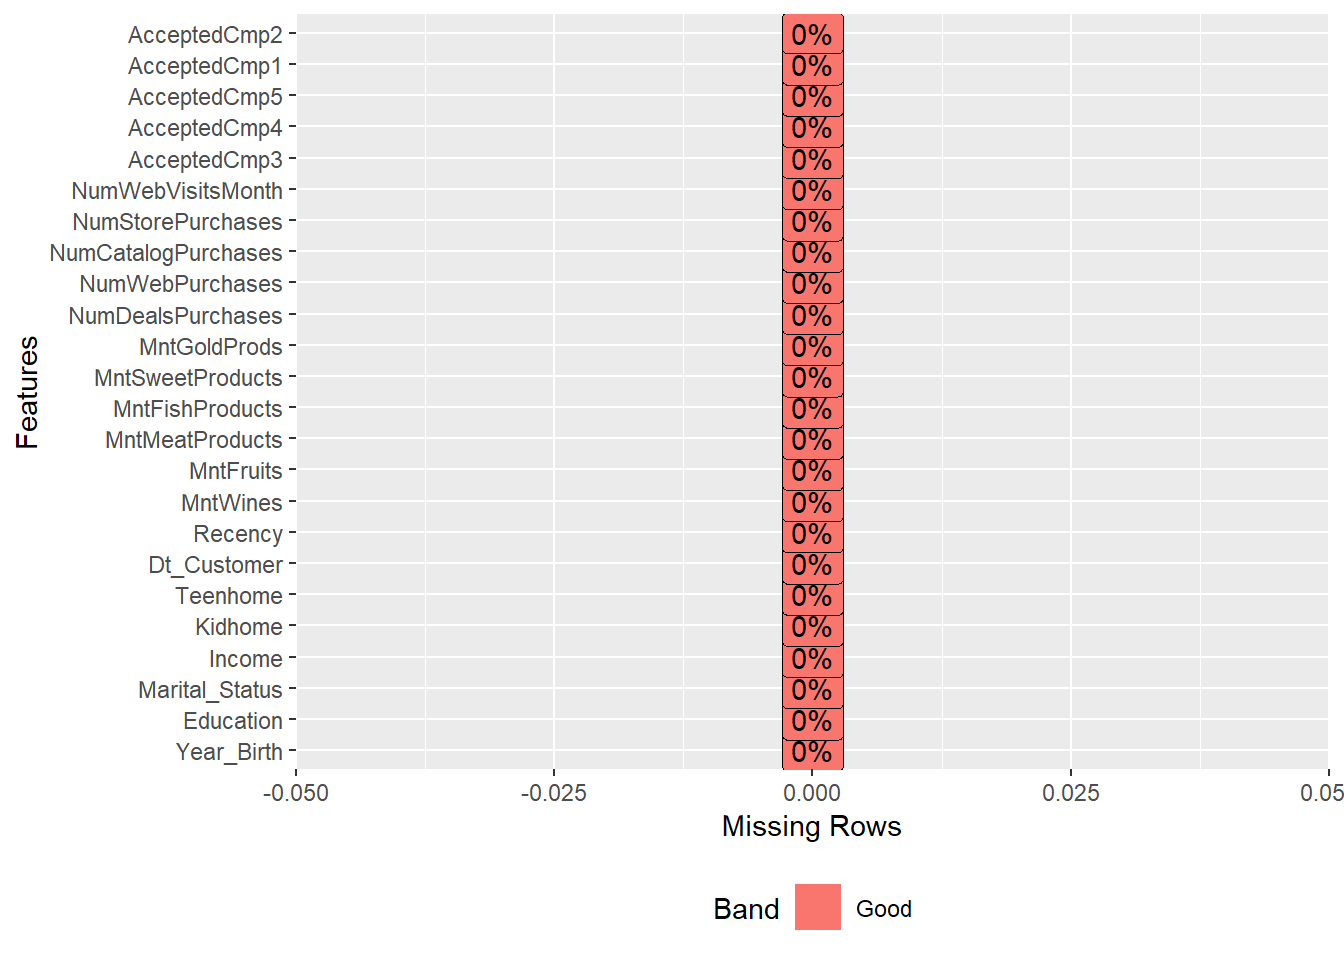 AcceptedCmp2 0%
AcceptedCmp1 0%
AcceptedCmp5 0%
AcceptedCmp4 0%
AcceptedCmp3 0%
NumWebVisitsMonth 0%
NumStorePurchases 0%
NumCatalogPurchases 0%
NumWebPurchases 0%
NumDealsPurchases 0%
MntGoldProds 0%
MntSweetProducts 0%
MntFishProducts 0%
MntMeatProducts 0%
MntFruits 0%
MntWines 0%
Recency 0%
Dt_Customer 0%
Teenhome 0%
Kidhome 0%
Income 0%
Marital_Status 0%
Education 0%
Year_Birth 0%
Features
-0.050 -0.025 0.000 0.025 0.05
Missing Rows
Band Good